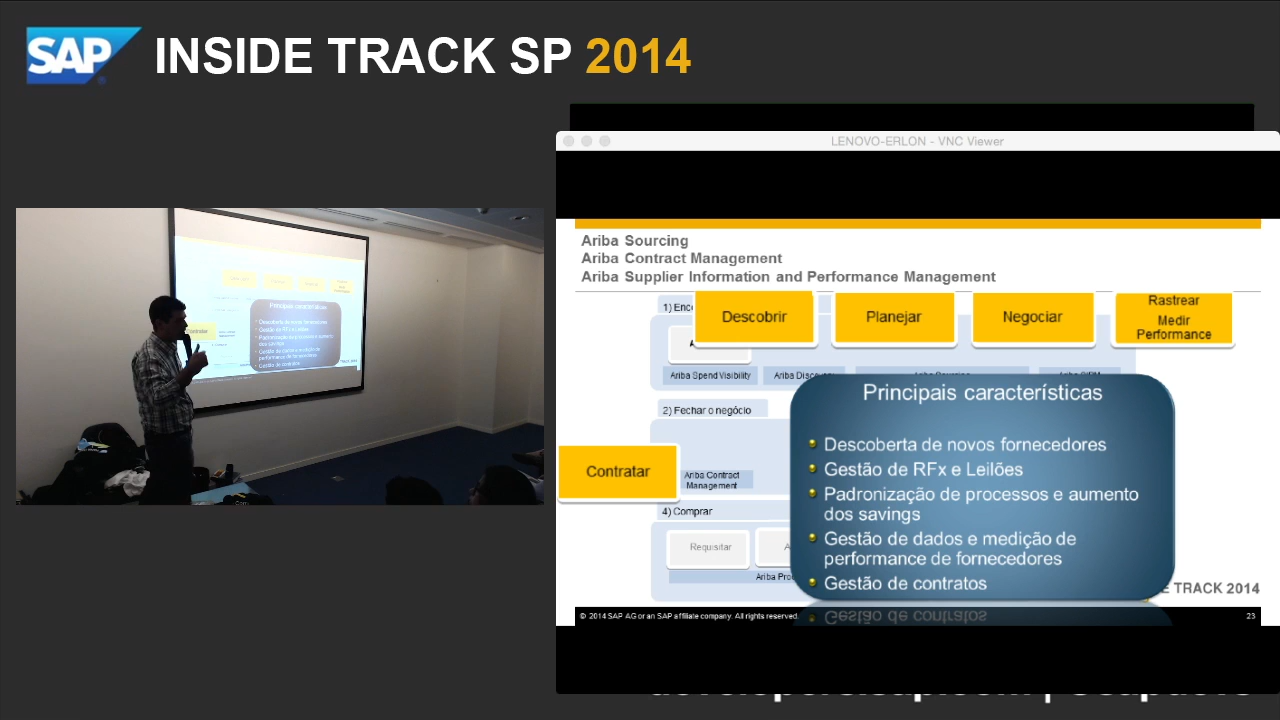 SAP INSIDE TRACK SP 2014
LENOVO-ERLON - VNC Viewer
Ariba Sourcing
Ariba Contract Management
Ariba Supplier Information and Performance Management
1)
Descobrir
Planejar
Negociar
Rastrear
Medir
Performance
Ariba Spend Visibility
Ariba
2) Fechar o negócio
Contratar
Ariba Contract
Management
4) Comprar
Requisitar
Ariba
Principais características
Descoberta de novos fornecedores
Gestão de RFx e Leilões
Padronização de processos e aumento
dos savings
Gestão de dados e medição de
performance de fornecedores
Gestão de contratos
TRACK 2014
© 2014 SAP AG or an SAP affiliate company. All rights reserved.
23